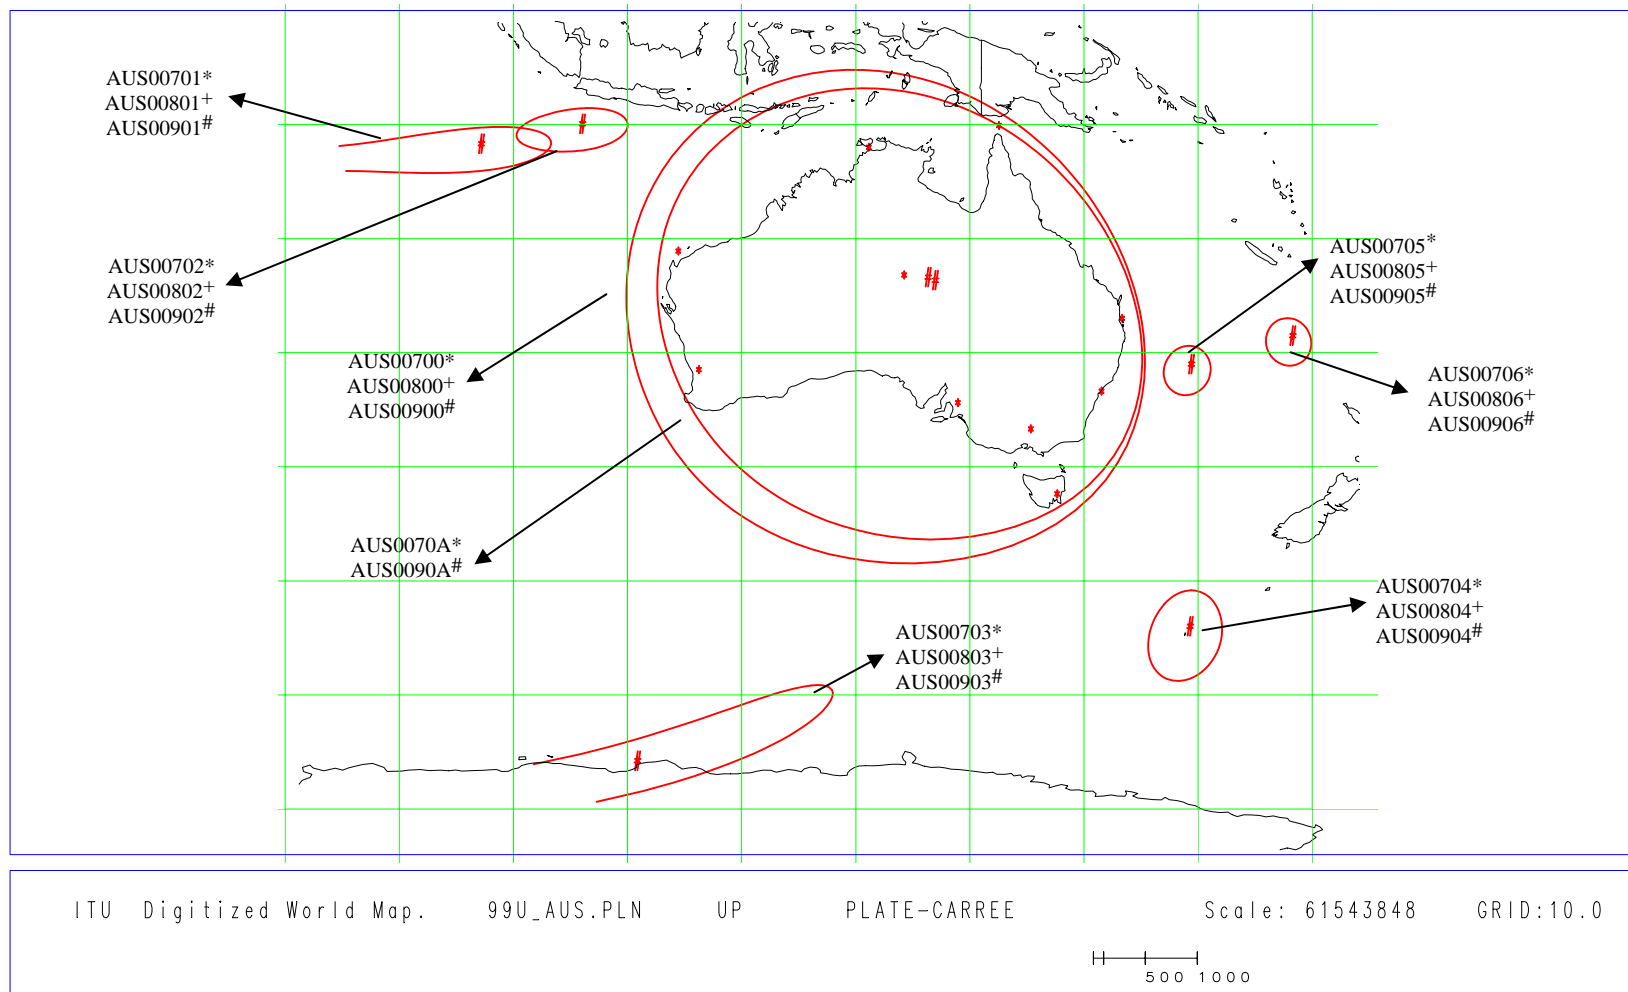 AUS00701*
AUS00801+
AUS00901#
AUS00702*
AUS00802+
AUS00902#
AUS00705*
AUS00805+
AUS00905#
AUS00700*
AUS00800+
AUS00900#
AUS00706*
AUS00806+
AUS00906#
AUS0070A*
AUS0090A#
AUS00704*
AUS00804+
AUS00904#
AUS00703*
AUS00803+
AUS00903#
ITU Digitized World Map. 99U_AUS.PLN UP PLATE-CARREE Scale: 61543848 GRID:10.0
500 1000